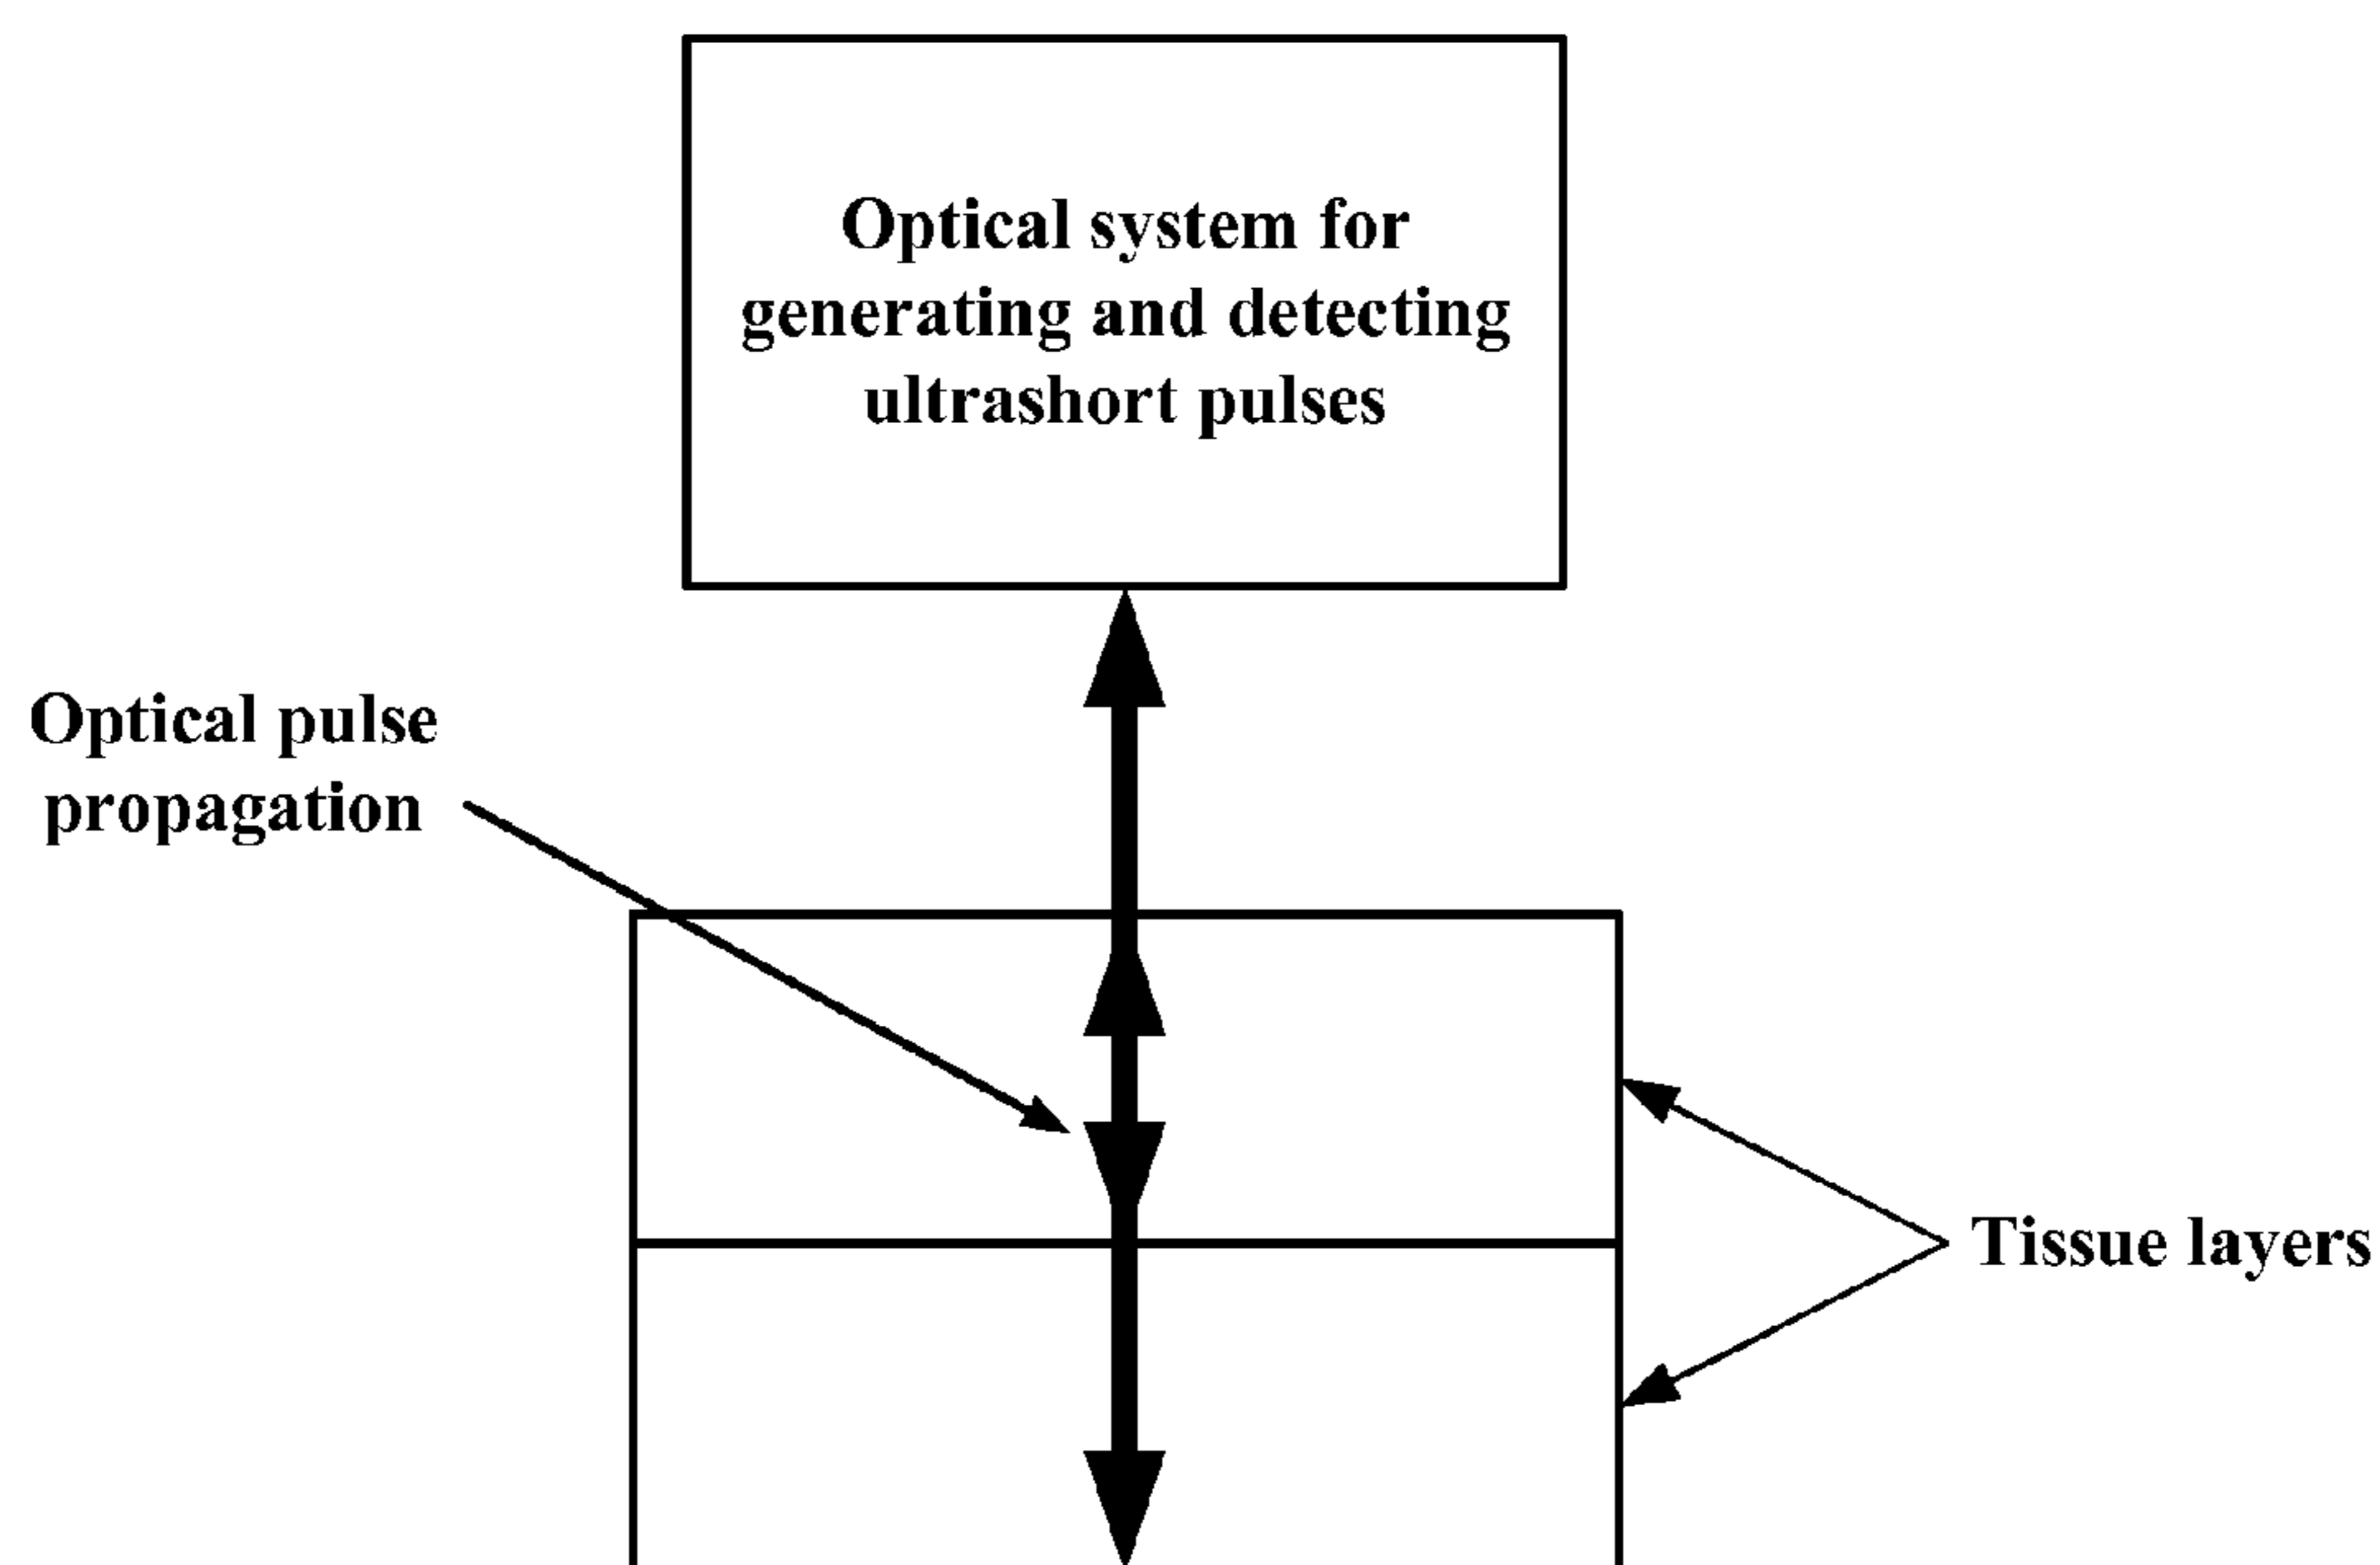 Optical system for
generating and detecting
ultrashort pulses
Optical pulse
propagation
Tissue layers